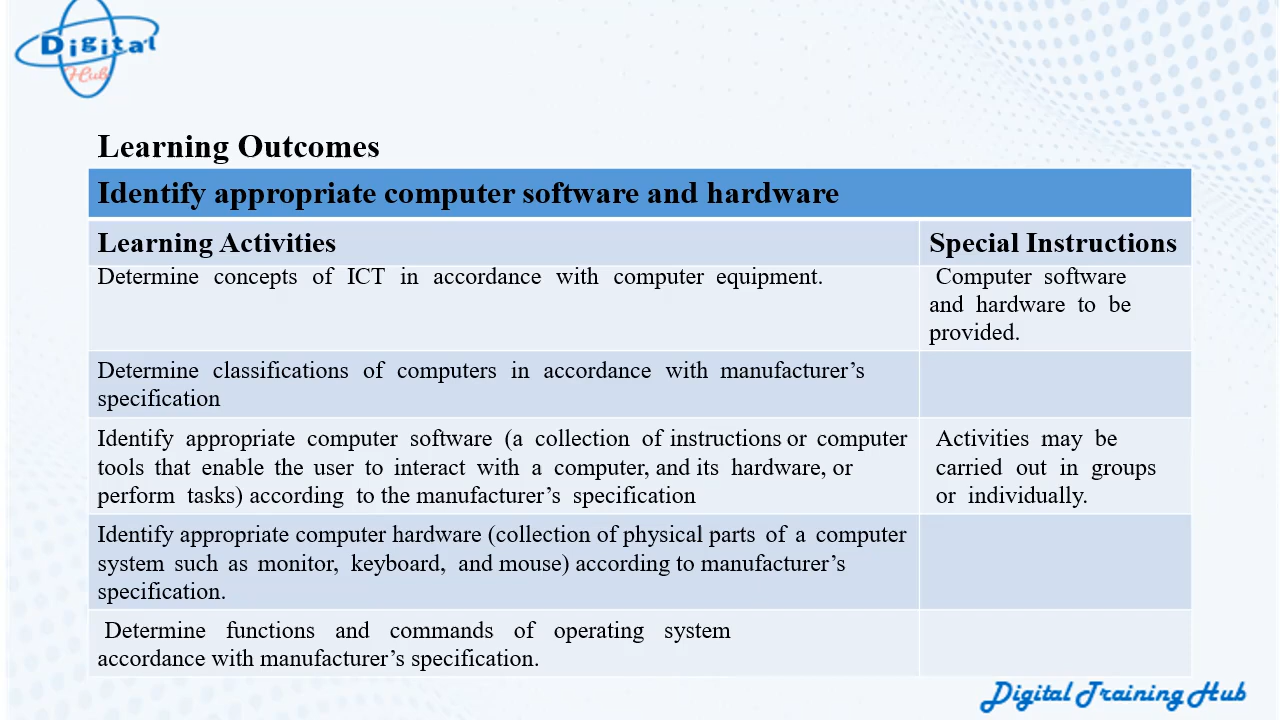 Digital
Hub
Learning Outcomes
Identify appropriate computer software and hardware
Learning Activities
Special Instructions
Determine concepts of ICT in accordance with computer equipment.
Computer software
and hardware to be
provided.
Determine classifications of computers in accordance with manufacturer’s
specification
Identify appropriate computer software (a collection of instructions or computer
tools that enable the user to interact with a computer, and its hardware, or
perform tasks) according to the manufacturer’s specification
Activities may be
carried out in groups
or individually.
Identify appropriate computer hardware (collection of physical parts of a computer
system such as monitor, keyboard, and mouse) according to manufacturer’s
specification.
Determine functions and commands of operating system
accordance with manufacturer’s specification.
Digital Training Hub